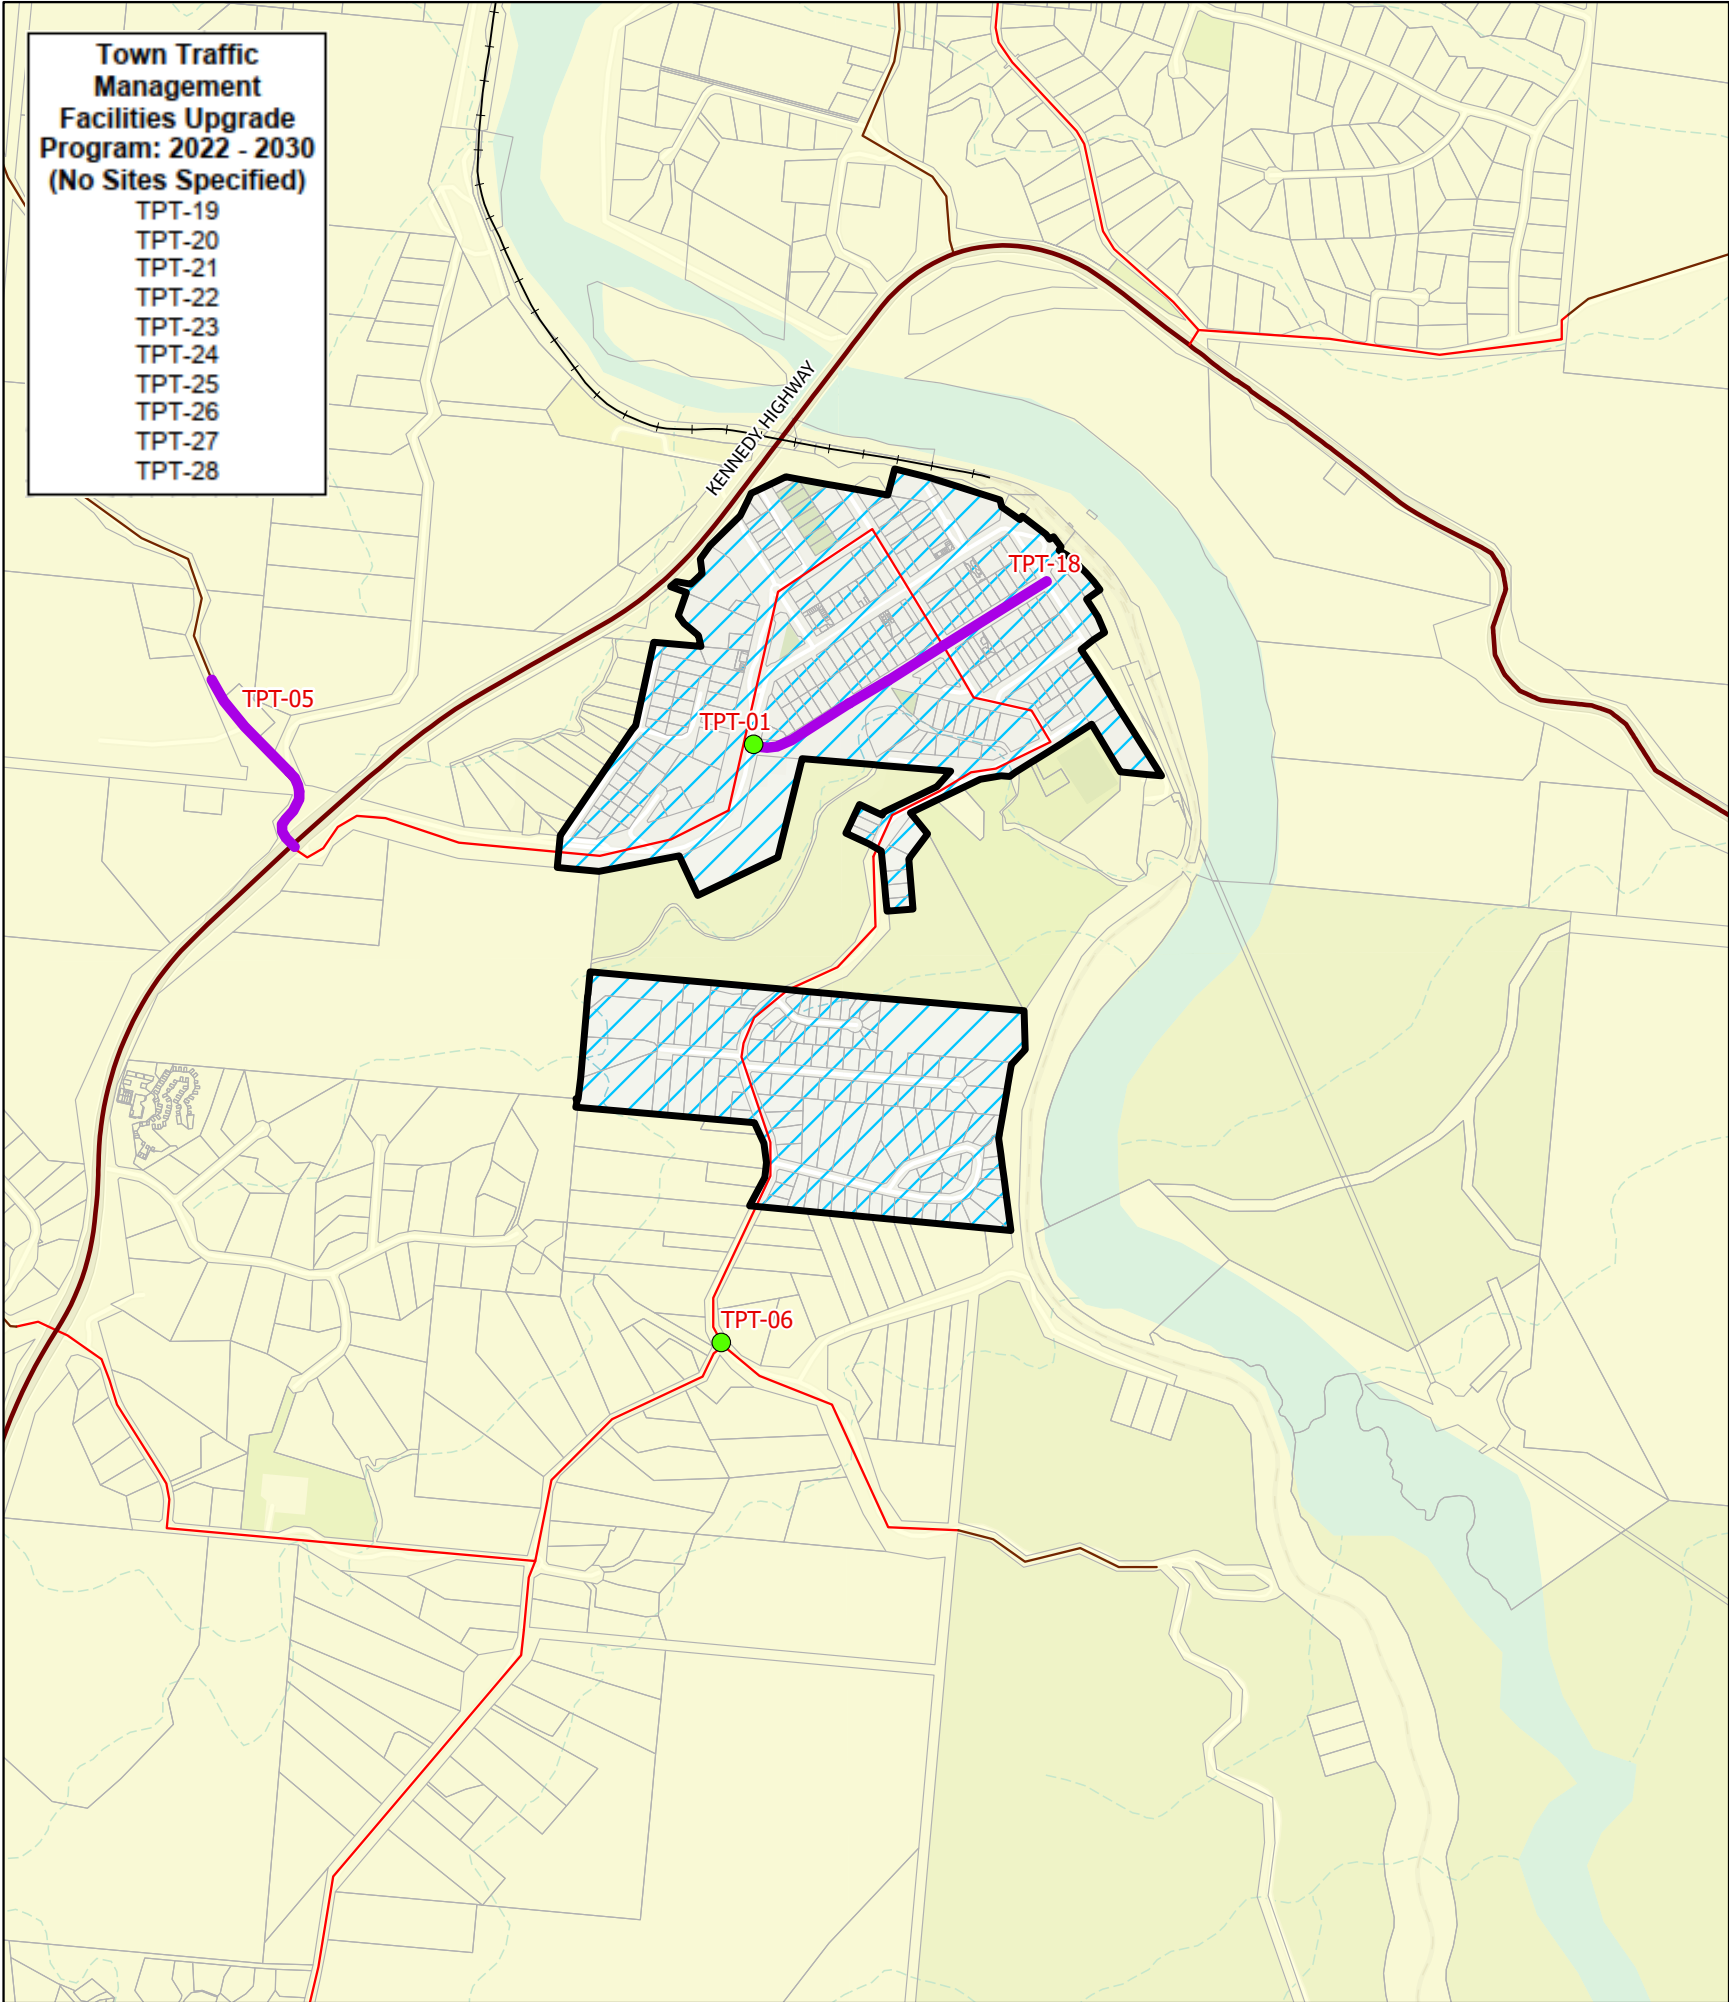 Town Traffic
Management
Facilities Upgrade
Program: 2022 - 2030
(No Sites Specified)
TPT-19
TPT-20
TPT-21
TPT-22
TPT-23
TPT-24
TPT-25
TPT-26
TPT-27
TPT-28
KENNEDY HIGHWAY
TPT-18
TPT-05
TPT-01
TPT-06